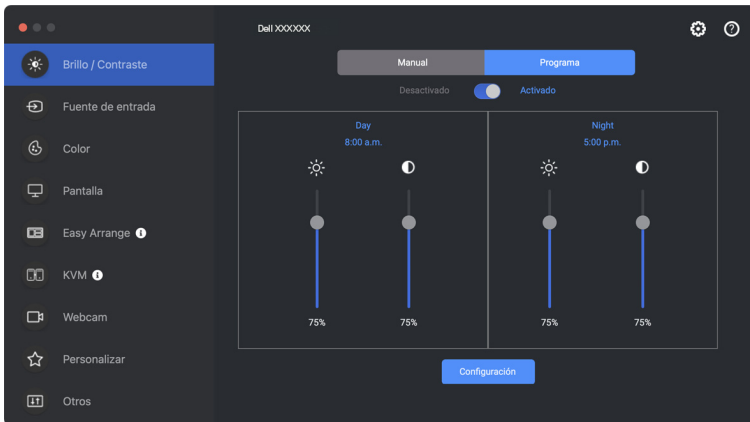 Dell XXXXXX
Brillo / Contraste
Fuente de entrada
Color
Pantalla
Easy Arrange
KVM
Webcam
Personalizar
Otros
Manual
Programa
Desactivado
Activado
Day
8:00 a.m.
75%
75%
Night
5:00 p.m.
75%
75%
Configuración